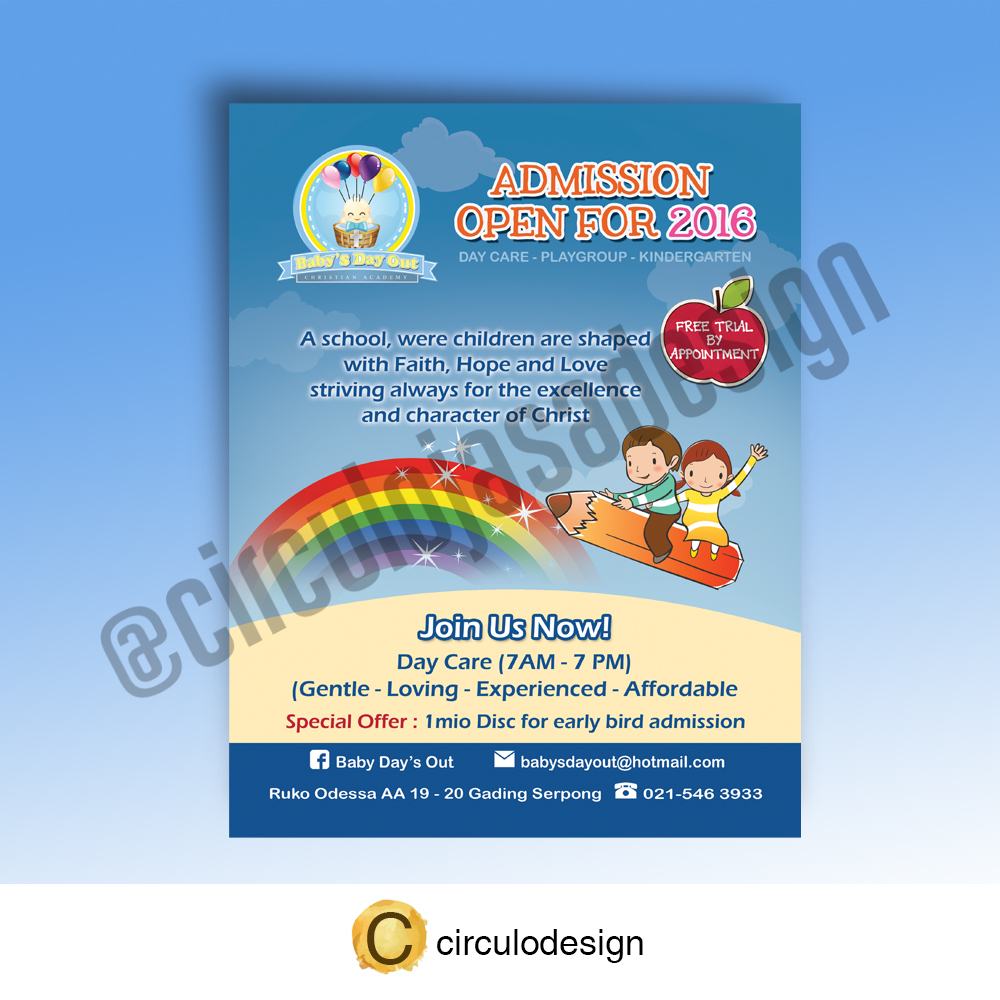 Baby's Day Out
CHRISTIAN ACADEMY
ADMISSION
OPEN FOR 2016
DAY CARE - PLAYGROUP - KINDERGARTEN
FREE TRIAL
BY
APPOINTMENT
A school, were children are shaped
with Faith, Hope and Love
striving always for the excellence
and character of Christ
@circulojasadesign
Join Us Now!
Day Care (7AM - 7 PM)
(Gentle - Loving - Experienced - Affordable
Special Offer : 1mio Disc for early bird admission
Baby Day's Out babysdayout@hotmail.com
Ruko Odessa AA 19 - 20 Gading Serpong 021-546 3933
C circulodesign